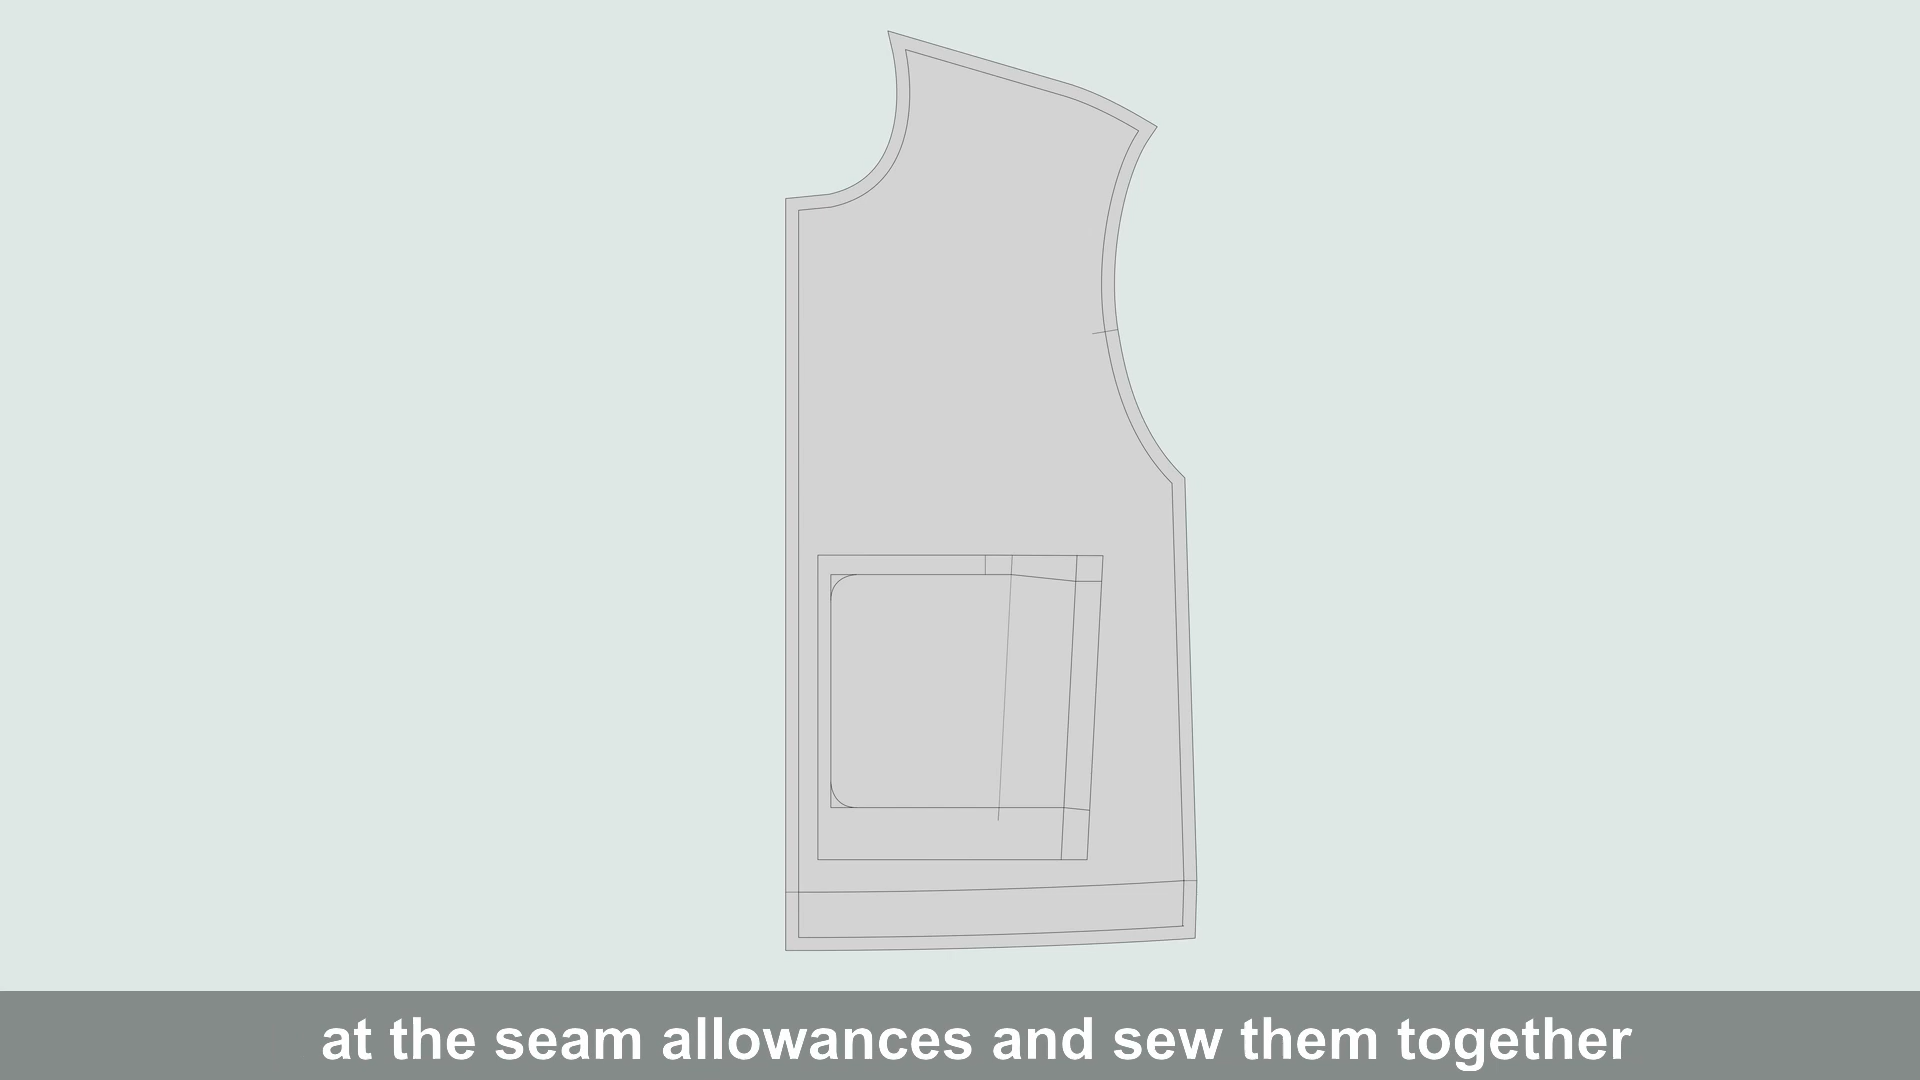 at the seam allowances and sew them together